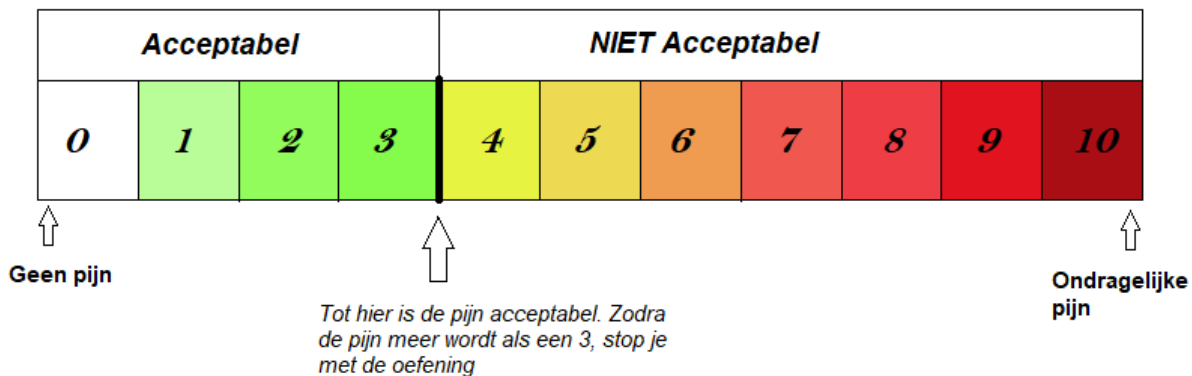 Acceptabel
NIET Acceptabel
0 1 2 3 4 5 6 7 8 9 10
Geen pijn
Tot hier is de pijn acceptabel. Zodra
de pijn meer wordt als een 3, stop je
met de oefening
Ondragelijke
pijn